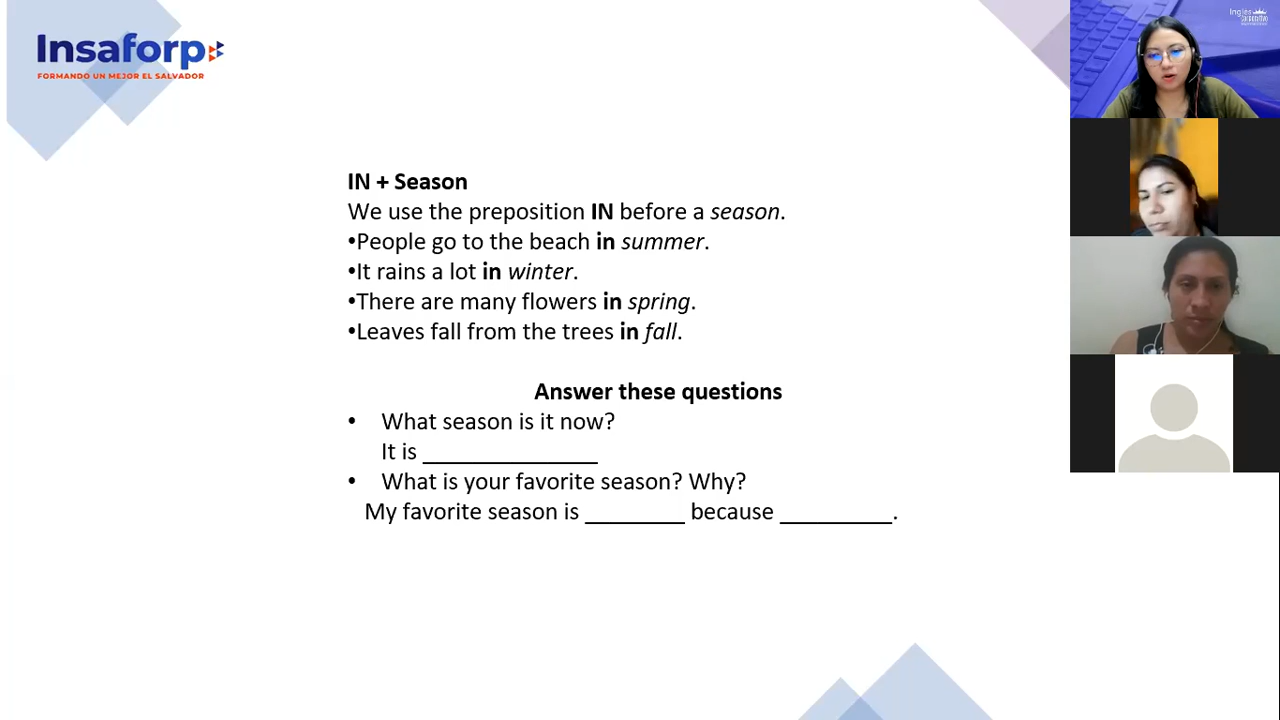 Insaforp
FORMANDO UN MEJOR EL SALVADOR
IN + Season
We use the preposition IN before a season.
•People go to the beach in summer.
•It rains a lot in winter.
•There are many flowers in spring.
•Leaves fall from the trees in fall.
Answer these questions
• What season is it now?
It is ______________
• What is your favorite season? Why?
My favorite season is ________ because _________.
Ingles